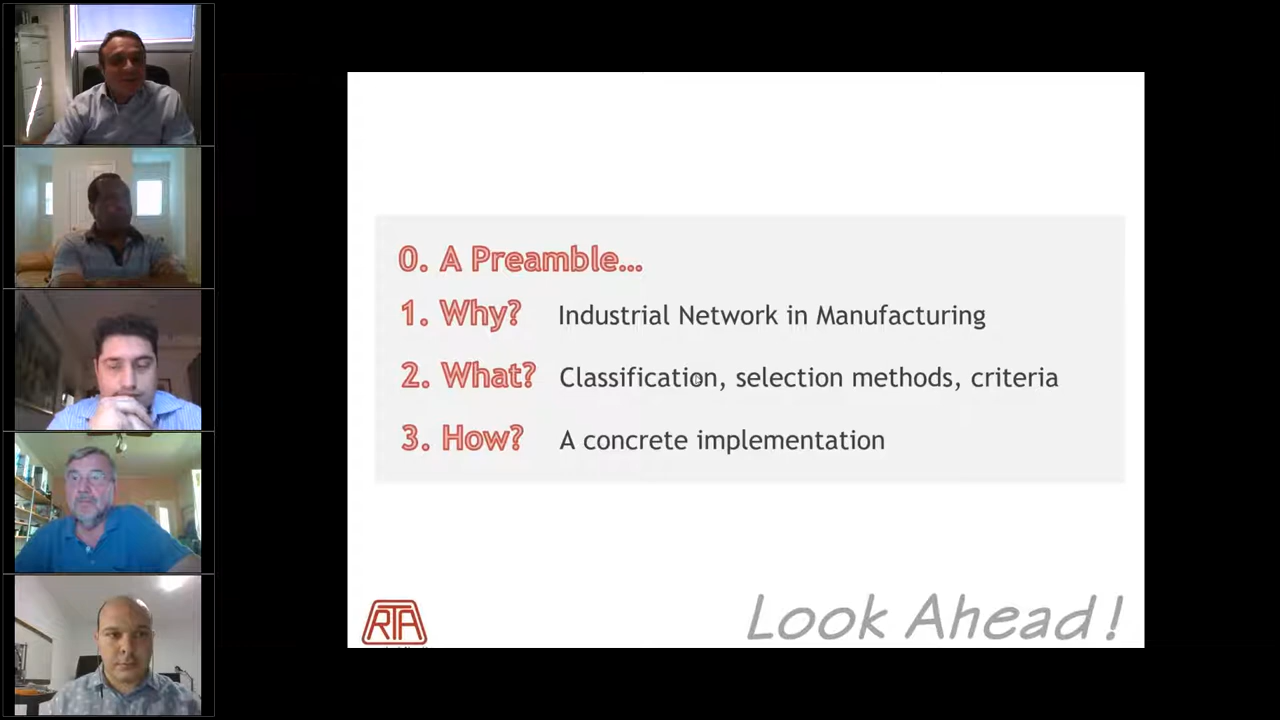 0. A Preamble...
1. Why? Industrial Network in Manufacturing
2. What? Classification, selection methods, criteria
3. How? A concrete implementation
RTA
Look Ahead!